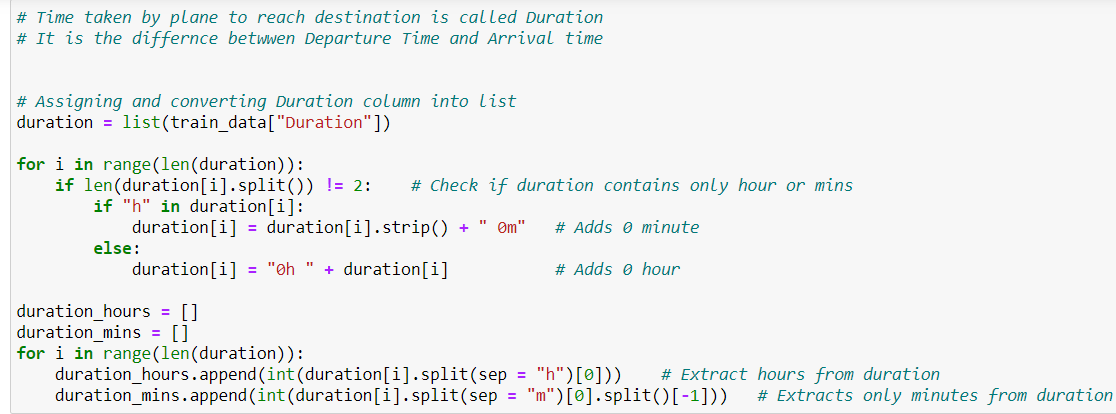 # Time taken by plane to reach destination is called Duration
# It is the differnce betwwen Departure Time and Arrival time
# Assigning and converting Duration column into list
duration = list(train_data["Duration"])
for i in range(len(duration)):
    if len(duration[i].split()) != 2:    # Check if duration contains only hour or mins
        if "h" in duration[i]:
            duration[i] = duration[i].strip() + " 0m"   # Adds 0 minute
        else:
            duration[i] = "0h " + duration[i]           # Adds 0 hour
duration_hours = []
duration_mins = []
for i in range(len(duration)):
    duration_hours.append(int(duration[i].split(sep = "h")[0]))    # Extract hours from duration
    duration_mins.append(int(duration[i].split(sep = "m")[0].split()[-1]))   # Extracts only minutes from duration